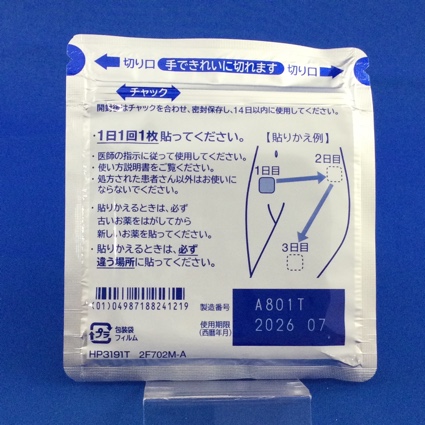 切り口 手できれいに切れます 切り口
チャック
開封後はチャックを合わせ、密封保存し、14日以内に使用してください。
・1日1回1枚貼ってください。
【貼りかえ例】
・医師の指示に従って使用してください。
・使い方説明書をご覧ください。
・処方された患者さん以外はお使いに
ならないでください。
・貼りかえるときは、必ず
古いお薬をはがしてから
新しいお薬を貼ってください。
・貼りかえるときは、必ず
違う場所に貼ってください。
1日目
2日目
3日目
(01)04987188241219
製造番号 A801T
使用期限 2026 07
(西暦年月)
プラ
包装袋
フィルム
HP3191T 2F702M-A